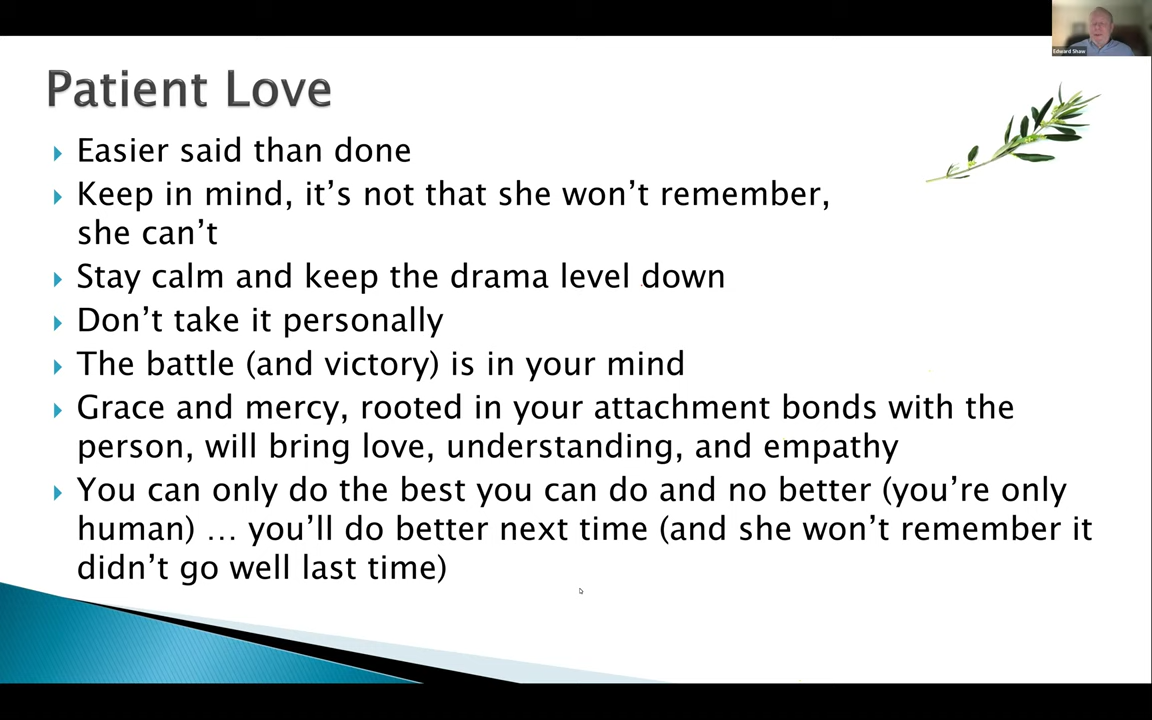 Edward Shaw
Patient Love
Easier said than done
Keep in mind, it’s not that she won’t remember,
she can’t
Stay calm and keep the drama level down
Don’t take it personally
The battle (and victory) is in your mind
Grace and mercy, rooted in your attachment bonds with the
person, will bring love, understanding, and empathy
You can only do the best you can do and no better (you’re only
human) … you’ll do better next time (and she won’t remember it
didn’t go well last time)